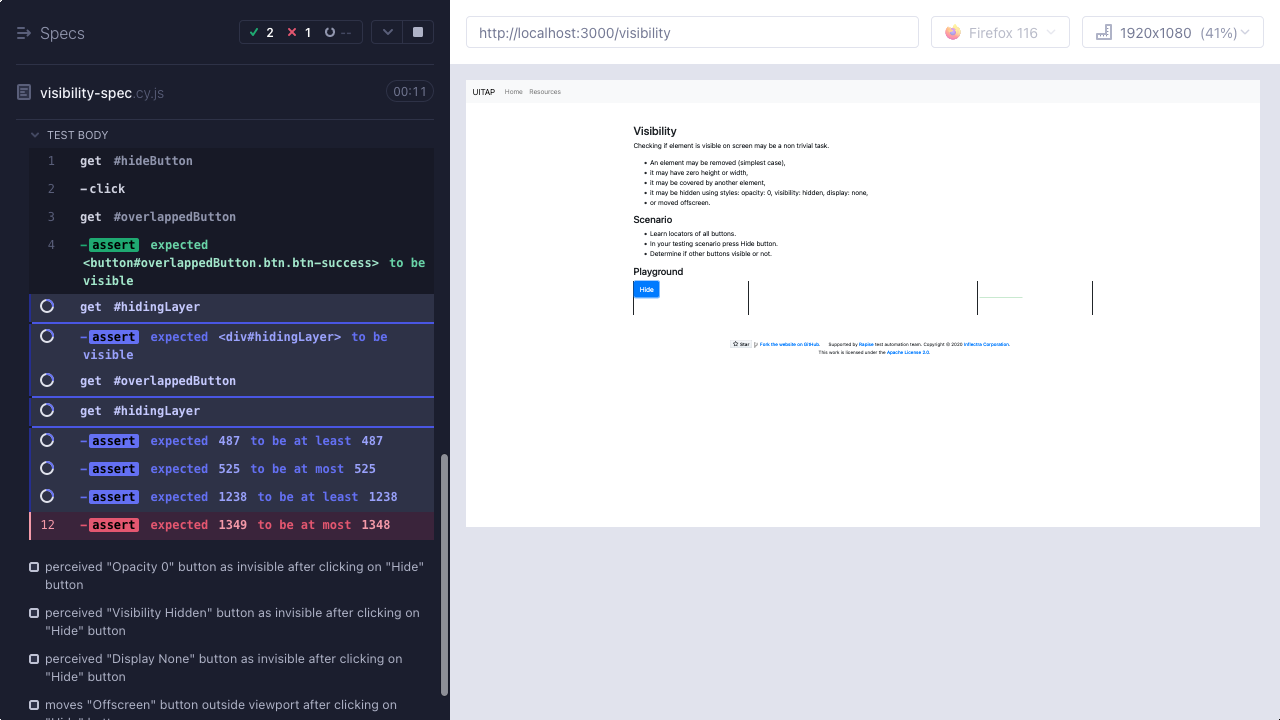 Specs
2
1
--
visibility-spec.cy.js
00:11
TEST BODY
1 get #hideButton
2 -click
3 get #overlappedButton
4 -assert expected
<button#overlappedButton.btn.btn-success> to be
visible
get #hidingLayer
-assert expected <div#hidingLayer> to be
#overlappedButton
get #hidingLayer
-assert expected 487 to be at least 487
-assert expected 525 to be at most 525
-assert expected 1238 to be at least 1238
12 -assert expected 1349 to be at most 1348
perceived "Opacity 0" button as invisible after clicking on "Hide"
button
perceived "Visibility Hidden" button as invisible after clicking on
"Hide" button
perceived "Display None" button as invisible after clicking on
"Hide" button
moves "Offscreen" button outside viewport after clicking on
"Hide" button
http://localhost:3000/visibility
Firefox 116
1920x1080 (41%)
UITAP Home Resources
Visibility
Checking if element is visible on screen may be a non trivial task.
• An element may be removed (simplest case),
• it may have zero height or width,
• it may be covered by another element,
• it may be hidden using styles: opacity: 0, visibility: hidden, display: none,
• or moved offscreen.
Scenario
• Learn locators of all buttons.
• In your testing scenario press Hide button.
• Determine if other buttons visible or not.
Playground
Hide
Star Fork the website on GitHub. Supported by Rapise test automation team. Copyright © 2020 Inflectra Corporation.
This work is licensed under the Apache License 2.0.